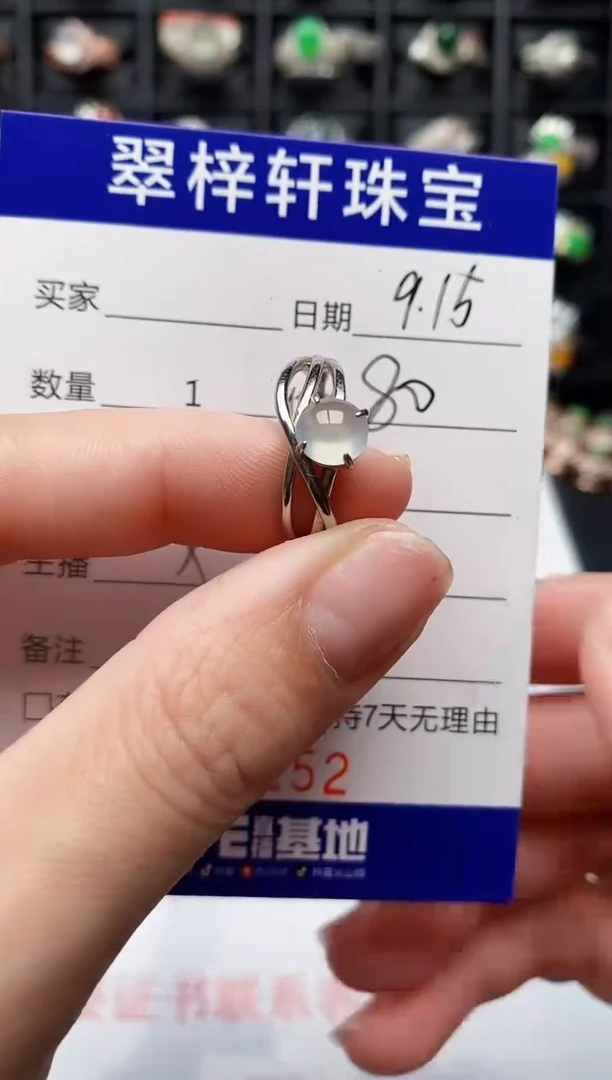 翠梓轩珠宝
买家 日期 9.15
数量 1 80
主播
备注
持7天无理由
252
基地